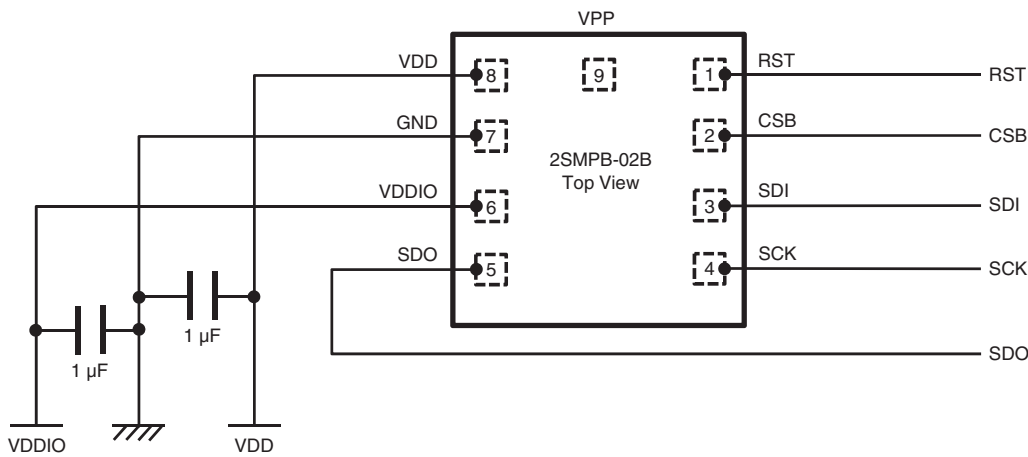 VPP
VDD
8
9
1
RST
RST
GND
7
2
CSB
CSB
2SMPB-02B
Top View
VDDIO
6
3
SDI
SDI
SDO
5
4
SCK
SCK
1 µF
1 µF
SDO
VDDIO
VDD